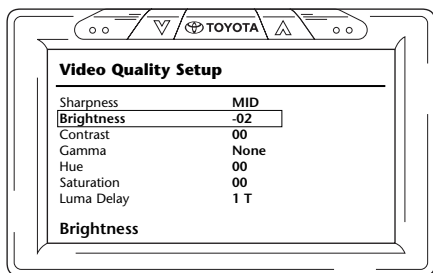 TOYOTA
Video Quality Setup
Sharpness MID
Brightness -02
Contrast 00
Gamma None
Hue 00
Saturation 00
Luma Delay 1 T
Brightness